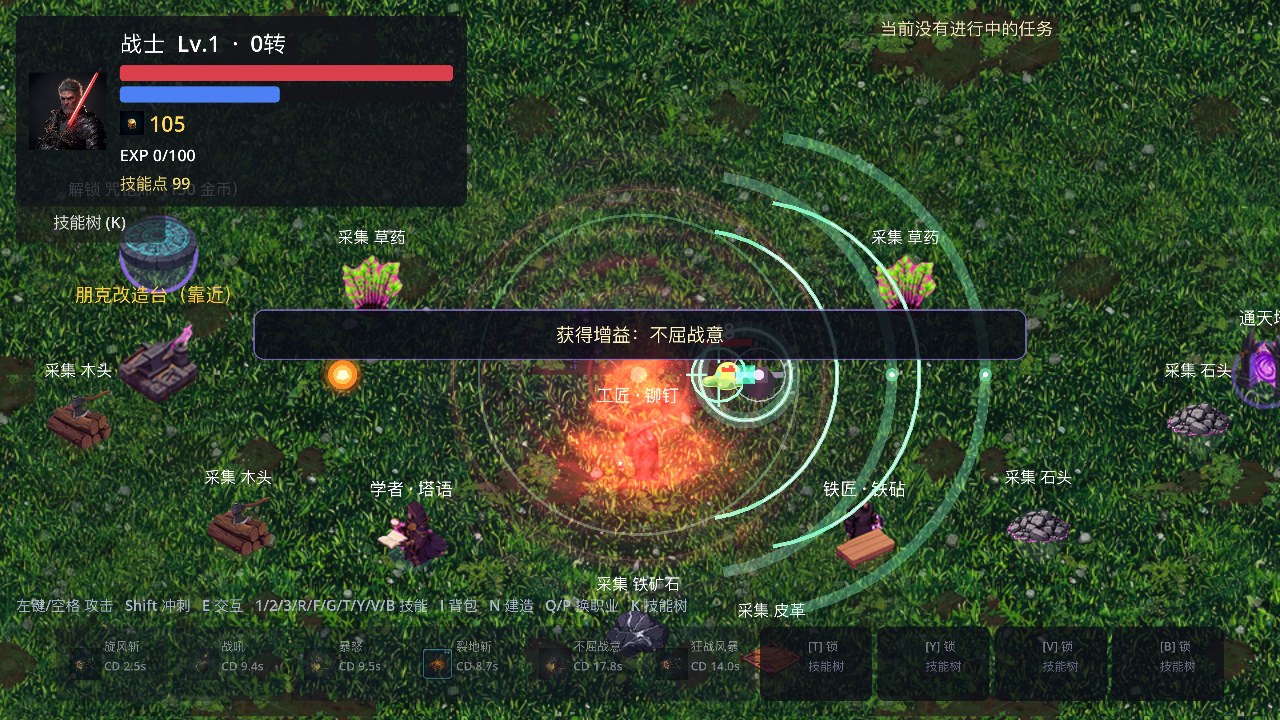 战士 Lv.1 · 0转
当前没有进行中的任务
105
EXP 0/100
技能点 99
技能树 (K)
采集 草药
采集 草药
朋克改造台（靠近）
获得增益：不屈战意
采集 木头
工匠 · 铆钉
采集 石头
采集 木头
学者 · 塔语
铁匠 · 铁砧
采集 石头
采集 铁矿石
采集 皮革
左键/空格 攻击 Shift 冲刺 E 交互 1/2/3/R/F/G/T/Y/V/B 技能 I 背包 N 建造 Q/P 换职业 K 技能树
旋风斩
CD 2.5s
战吼
CD 9.4s
暴怒
CD 9.5s
裂地斩
CD 8.7s
不屈战意
CD 17.8s
狂战风暴
CD 14.0s
[T] 锁
技能树
[Y] 锁
技能树
[V] 锁
技能树
[B] 锁
技能树